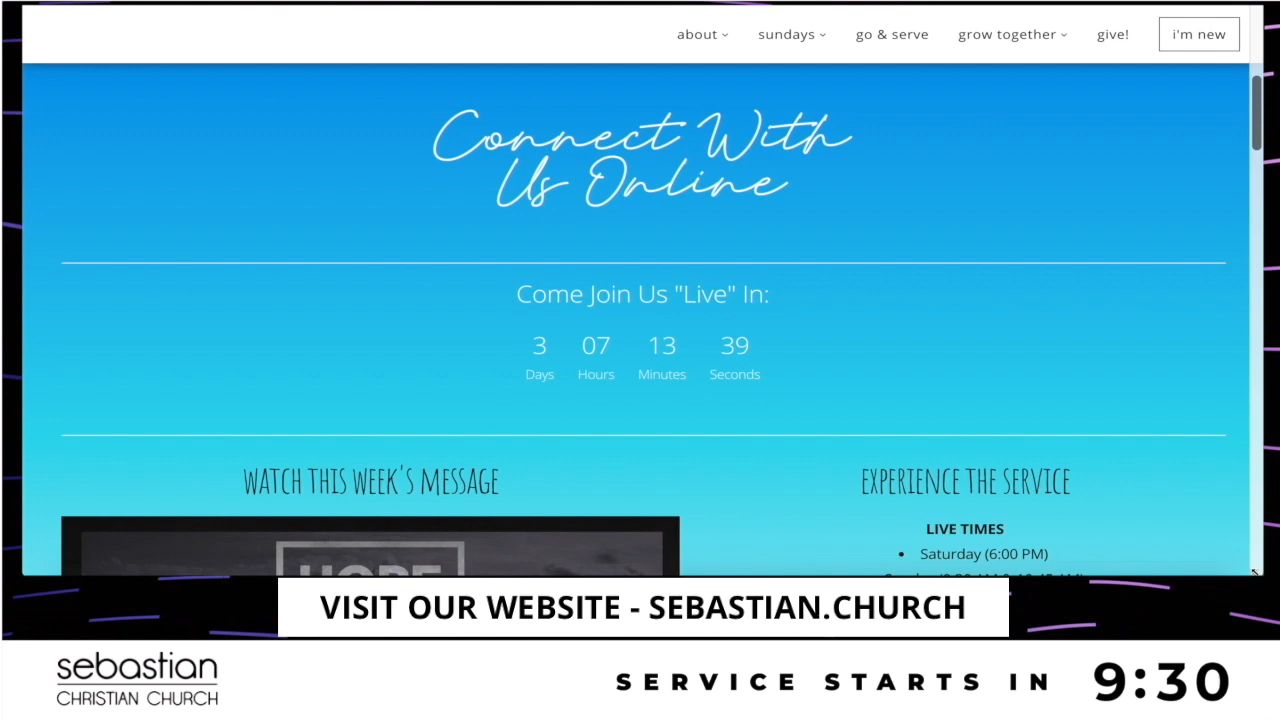 about
sundays
go & serve
grow together
give!
i'm new
Connect With
Us Online
Come Join Us "Live" In:
3 07 13 39
Days Hours Minutes Seconds
WATCH THIS WEEK'S MESSAGE
EXPERIENCE THE SERVICE
LIVE TIMES
• Saturday (6:00 PM)
HOPE
VISIT OUR WEBSITE - SEBASTIAN.CHURCH
sebastian
CHRISTIAN CHURCH
SERVICE STARTS IN 9:30